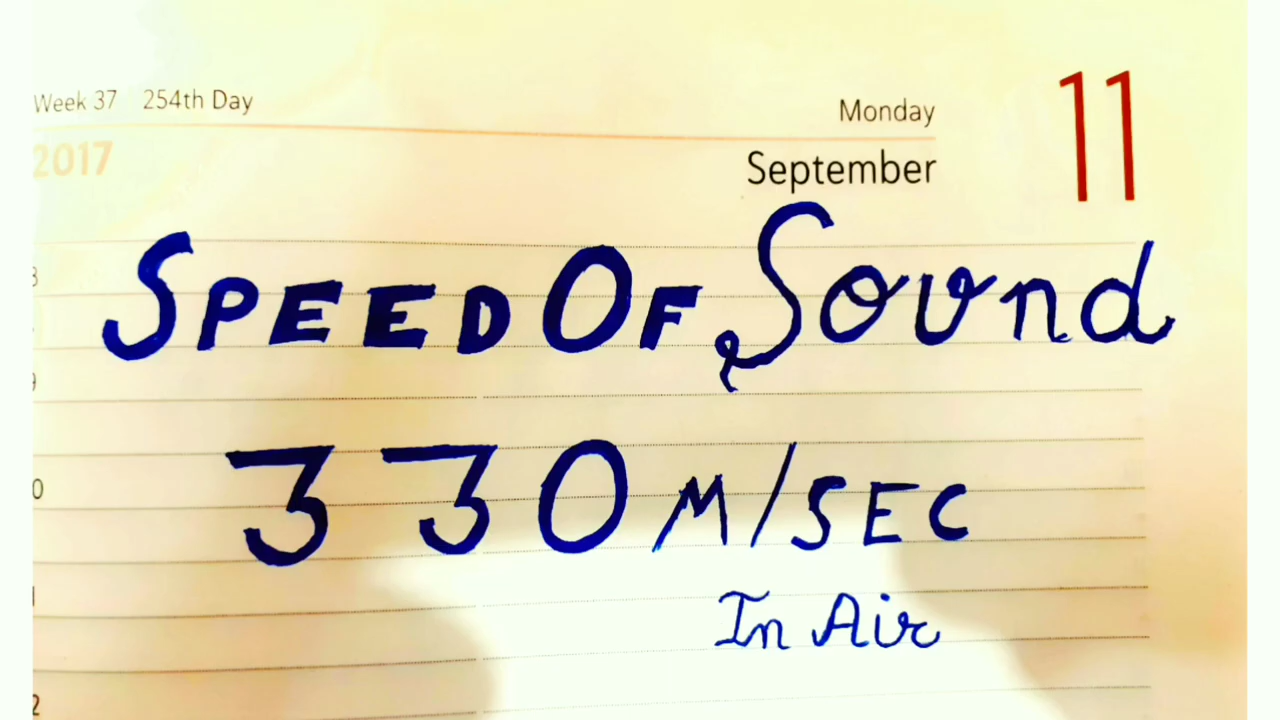 Week 37 254th Day
Monday
11
2017
September
SPEED OF Sound
330 M/SEC
In Air